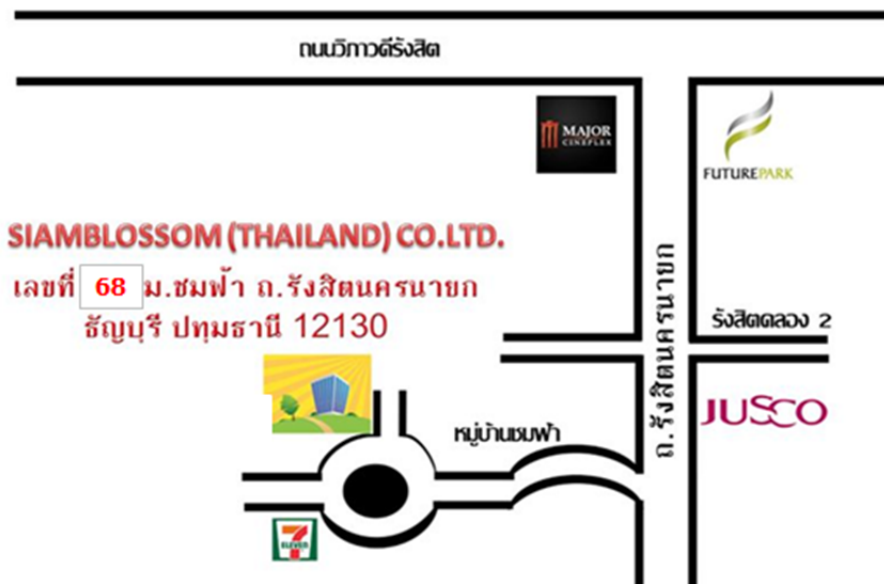 ถนนวิภาวดีรังสิต
MAJOR
CINEPLEX
FUTUREPARK
SIAMBLOSSOM (THAILAND) CO.LTD.
เลขที่ 68 ม.ชมฟ้า ถ.รังสิตนครนายก
ธัญบุรี ปทุมธานี 12130
ถ.รังสิตนครนายก
รังสิตคลอง 2
JUSCO
หมู่บ้านชมฟ้า
7
ELEVEN